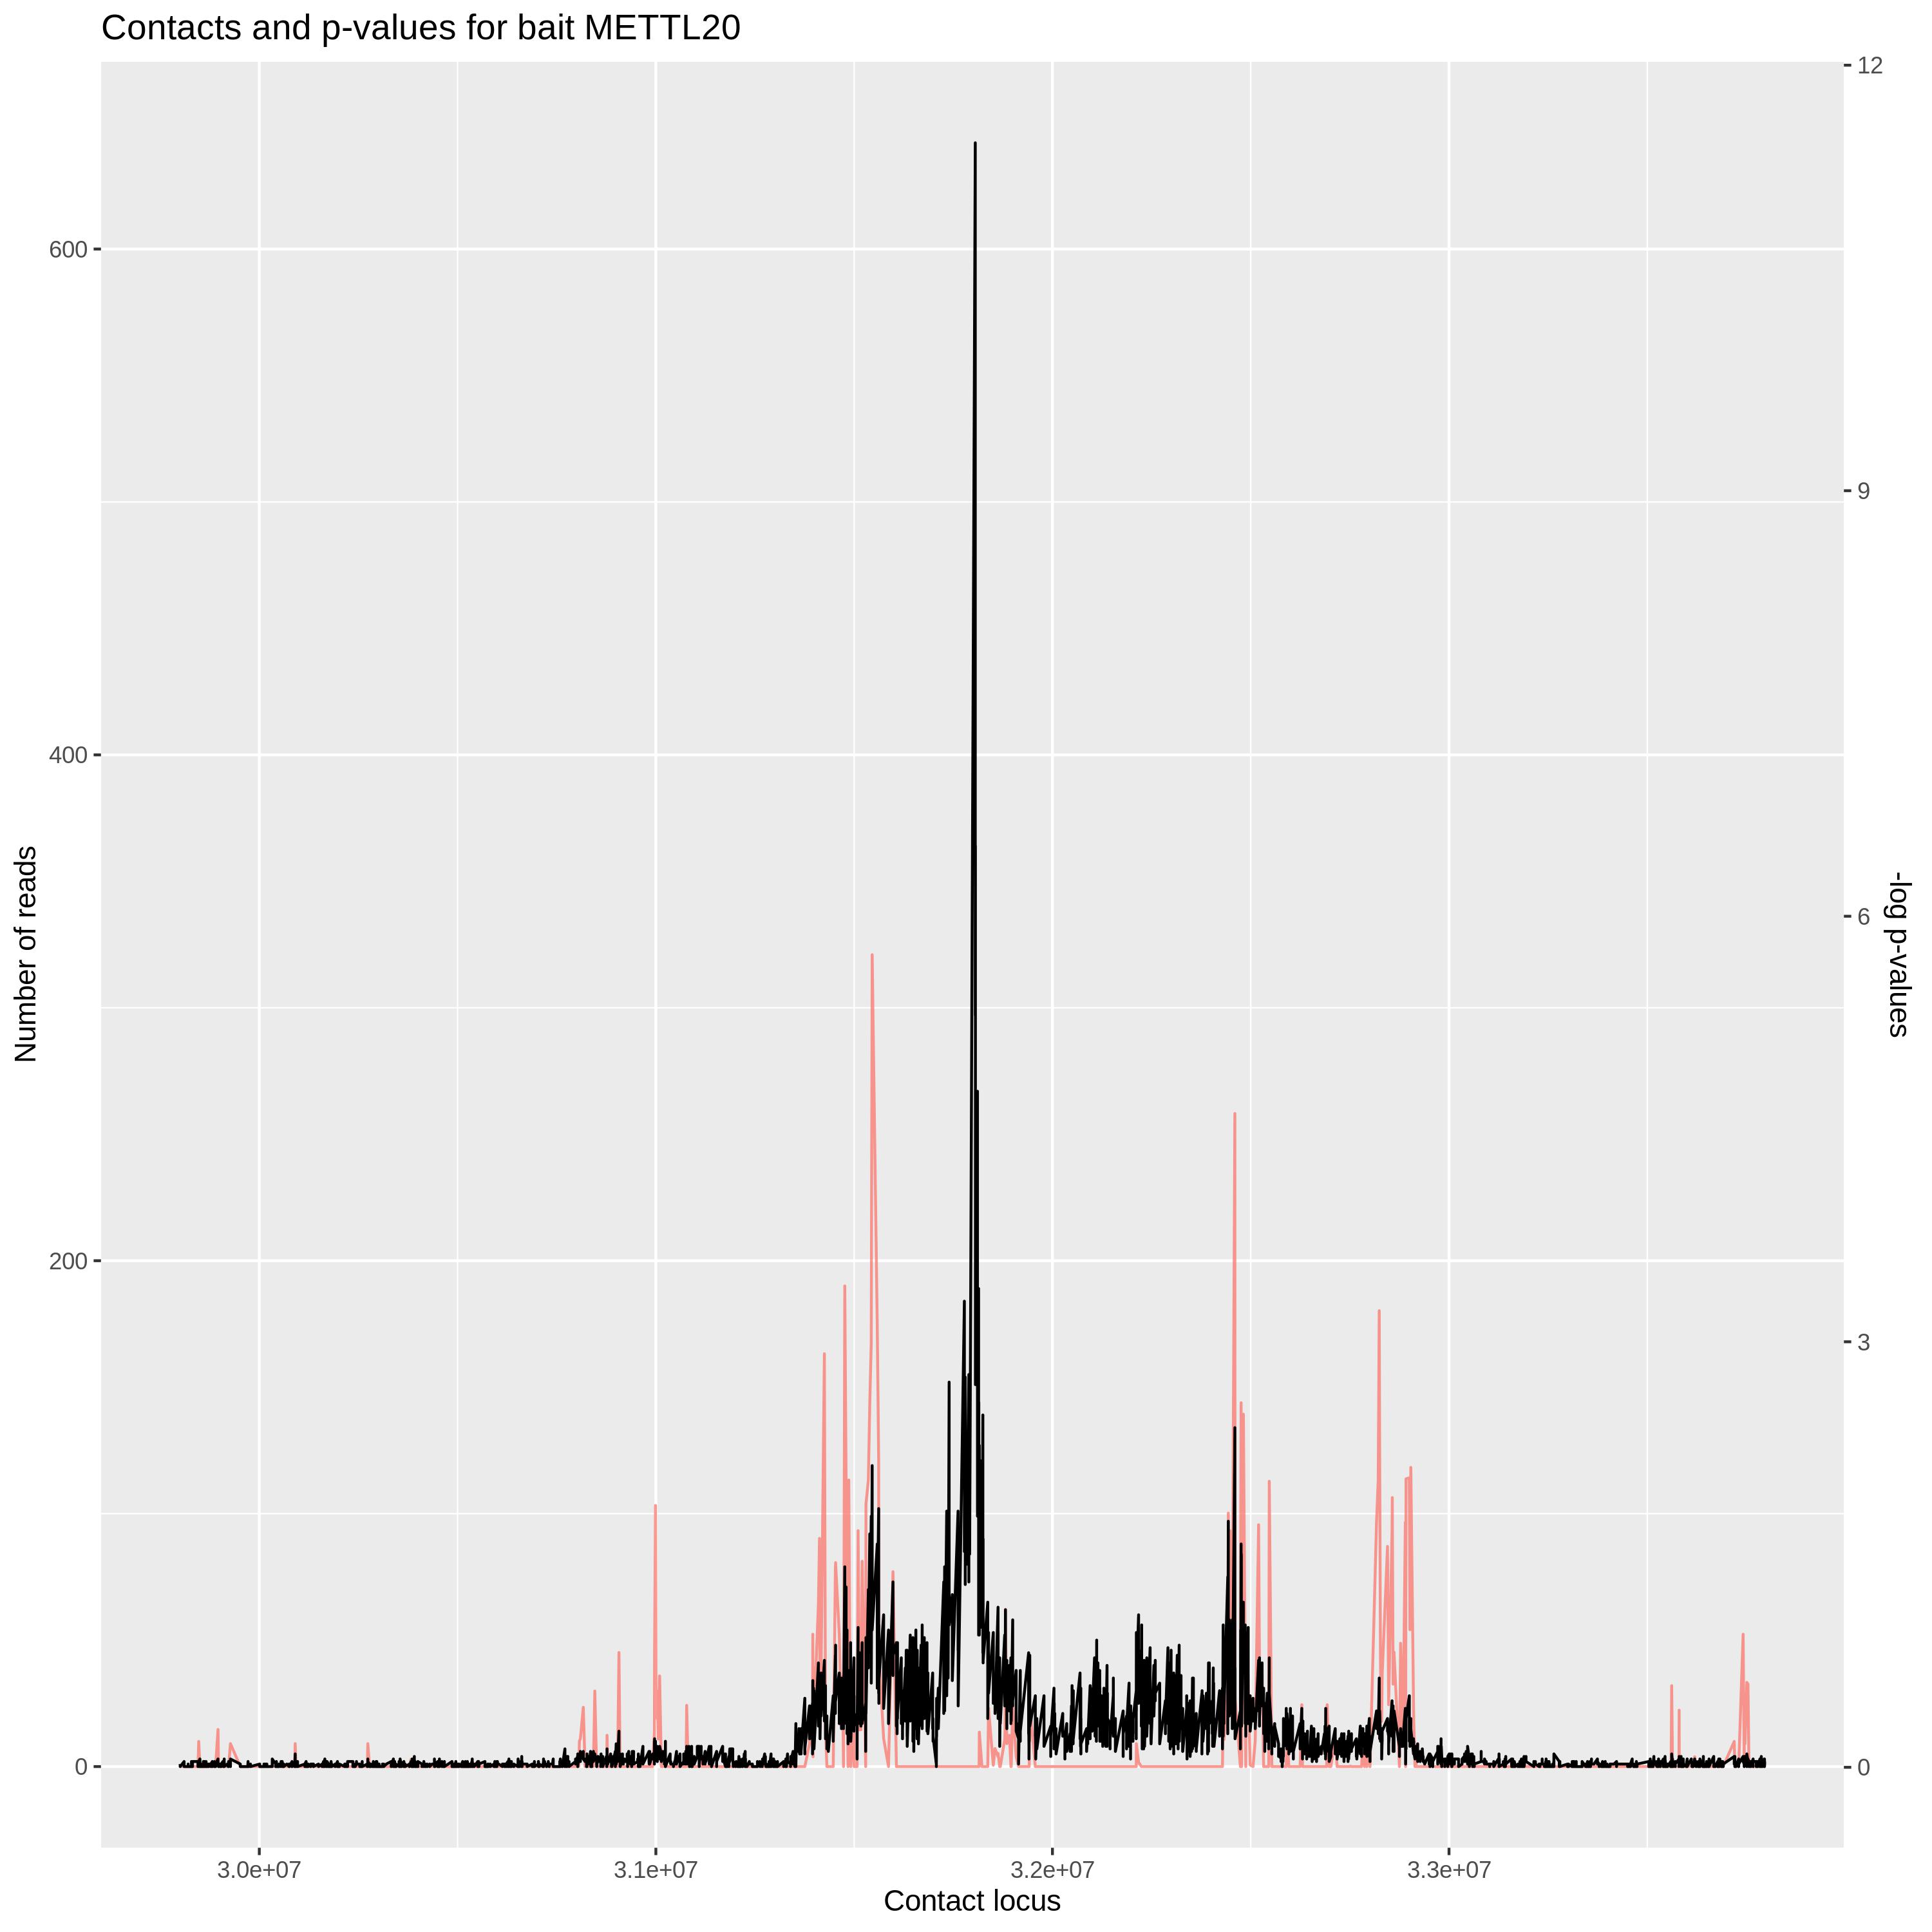 Contacts and p-values for bait METTL20
12
600
9
400
Number of reads
6
-log p-values
200
3
0
0
3.0e+07 3.1e+07 3.2e+07 3.3e+07
Contact locus